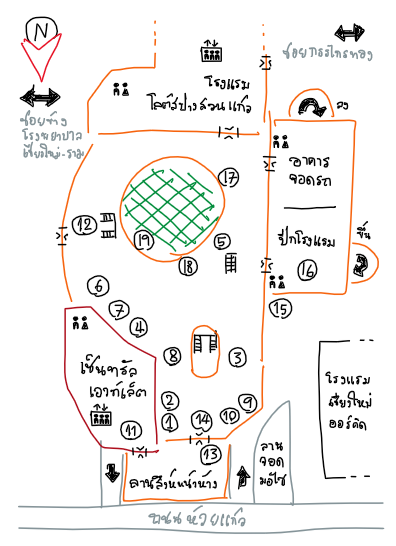 N
ซอยข้าง
โรงพยาบาล
เชียงใหม่-ราม
ซอยกรรไกรทอง
โรงแรม
โลตัสปางสวนแก้ว
ลง
อาคาร
จอดรถ
ปีกโรงแรม
ขึ้น
17
12
19
5
18
16
6
7
4
15
เซ็นทรัล
เอาท์เล็ต
8
3
2
1
14
10
9
11
13
โรงแรม
เชียงใหม่
ออร์คิด
ลาน
จอด
มอไซ
ลานสิงห์หน้าห้าง
ถนนห้วยแก้ว